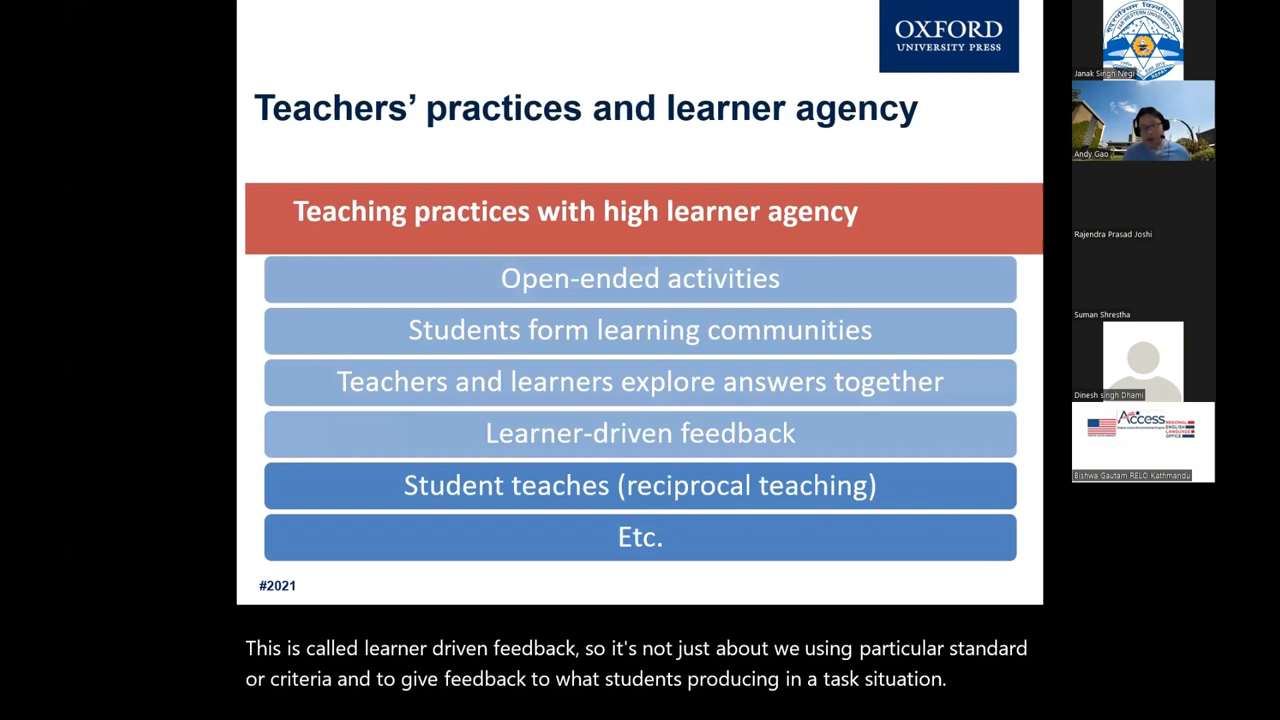 OXFORD
UNIVERSITY PRESS
Teachers’ practices and learner agency
Teaching practices with high learner agency
Open-ended activities
Students form learning communities
Teachers and learners explore answers together
Learner-driven feedback
Student teaches (reciprocal teaching)
Etc.
#2021
This is called learner driven feedback, so it's not just about we using particular standard
or criteria and to give feedback to what students producing in a task situation.
Janak Singh Negi
Andy Gao
Rajendra Prasad Joshi
Suman Shrestha
Dinesh singh Dhami
Access
REGIONAL
ENGLISH
LANGUAGE
OFFICE
Bishwa Gautam RELO Kathmandu